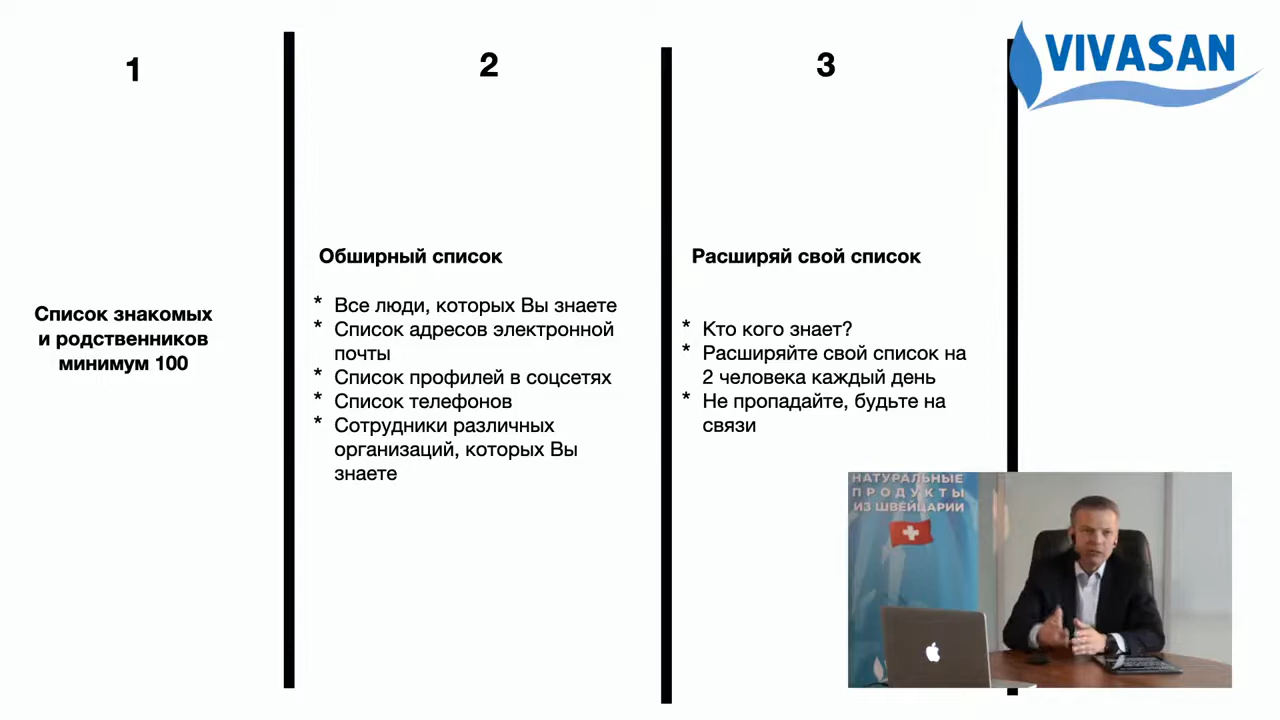 1
2
3
VIVASAN
Список знакомых
и родственников
минимум 100
Обширный список
* Все люди, которых Вы знаете
* Список адресов электронной
почты
* Список профилей в соцсетях
* Список телефонов
* Сотрудники различных
организаций, которых Вы
знаете
Расширяй свой список
* Кто кого знает?
* Расширяйте свой список на
2 человека каждый день
* Не пропадайте, будьте на
связи
НАТУРАЛЬНЫЕ
ПРОДУКТЫ
ИЗ ШВЕЙЦАРИИ